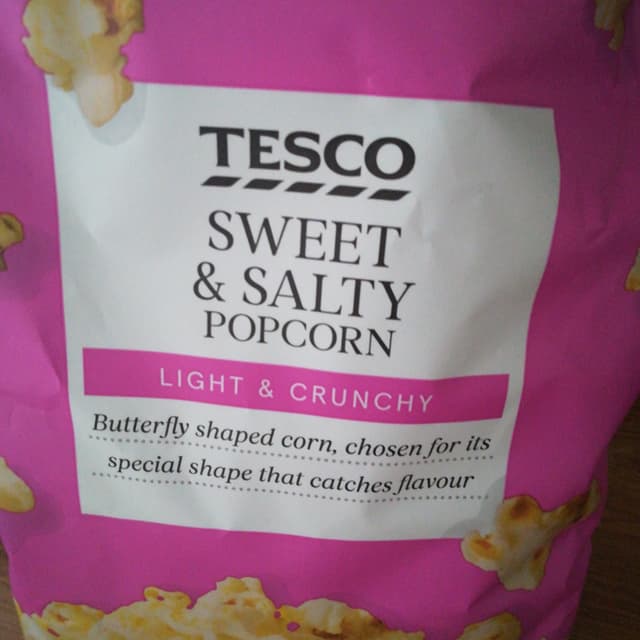 TESCO
SWEET
& SALTY
POPCORN
LIGHT & CRUNCHY
Butterfly shaped corn, chosen for its
special shape that catches flavour